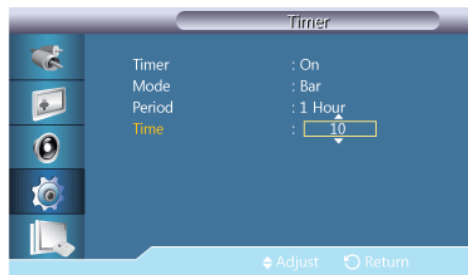 Timer
Timer : On
Mode : Bar
Period : 1 Hour
Time : 10
Adjust Return